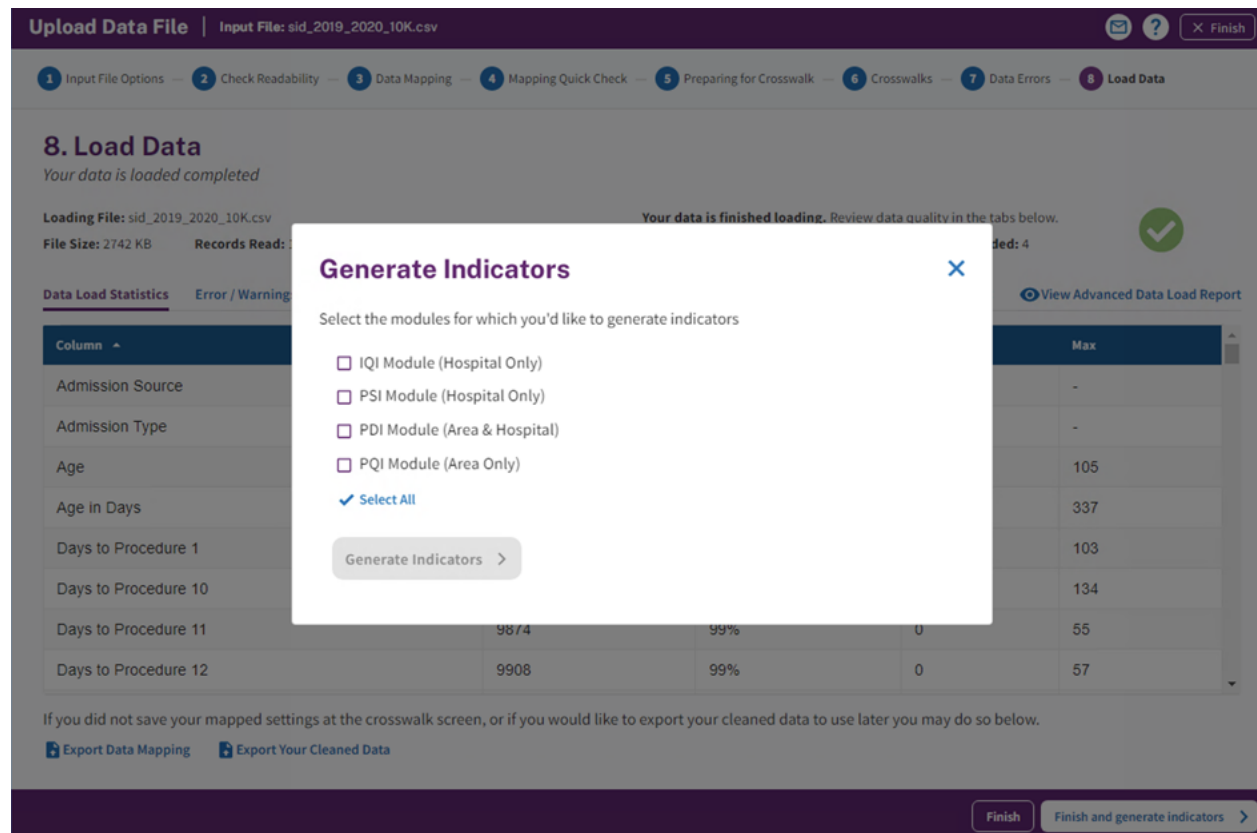 Upload Data File | Input File: sid_2019_2020_10K.csv ? × Finish
1 Input File Options — 2 Check Readability — 3 Data Mapping — 4 Mapping Quick Check — 5 Preparing for Crosswalk — 6 Crosswalks — 7 Data Errors — 8 Load Data
8. Load Data
Your data is loaded completed
Loading File: sid_2019_2020_10K.csv Your data is finished loading. Review data quality in the tabs below.
File Size: 2742 KB Records Read: ded: 4
Data Load Statistics Error / Warning View Advanced Data Load Report
Generate Indicators ×
Select the modules for which you'd like to generate indicators
IQI Module (Hospital Only)
PSI Module (Hospital Only)
PDI Module (Area & Hospital)
PQI Module (Area Only)
Select All
Generate Indicators >
Column Max
Admission Source -
Admission Type -
Age 105
Age in Days 337
Days to Procedure 1 103
Days to Procedure 10 134
Days to Procedure 11 9874 99% 0 55
Days to Procedure 12 9908 99% 0 57
If you did not save your mapped settings at the crosswalk screen, or if you would like to export your cleaned data to use later you may do so below.
Export Data Mapping Export Your Cleaned Data
Finish Finish and generate indicators >